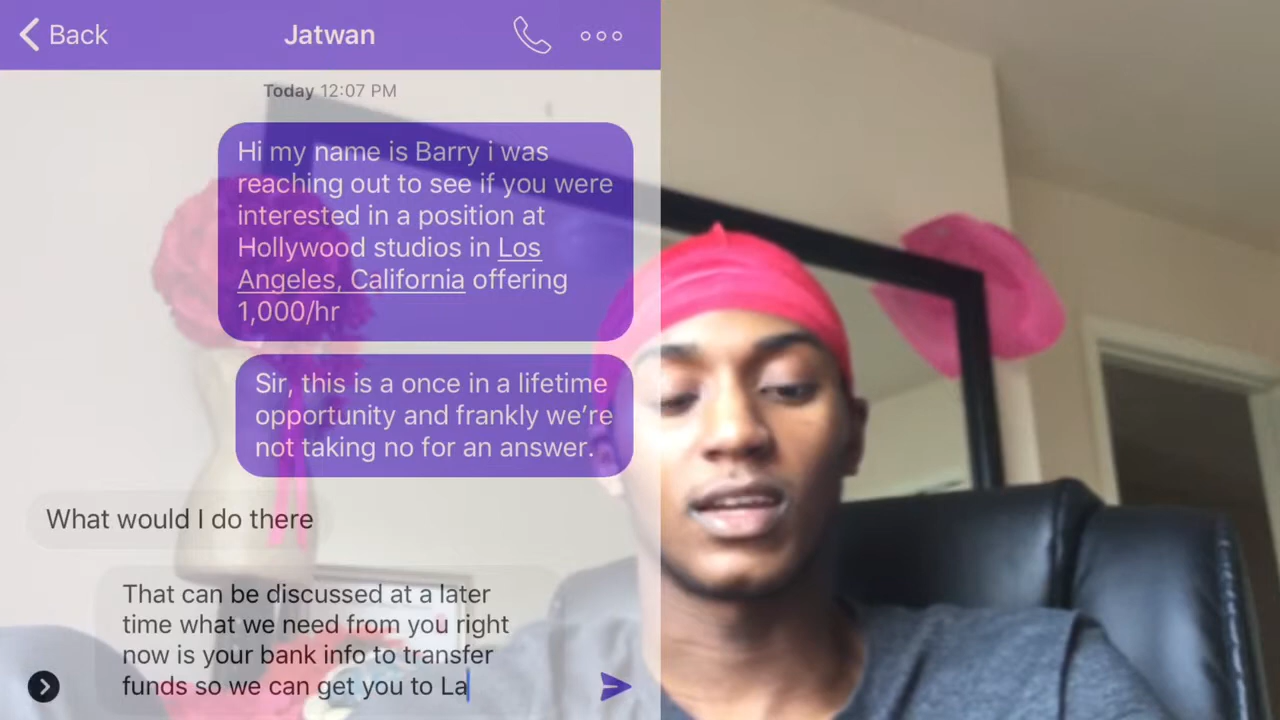 Back
Jatwan
Today 12:07 PM
Hi my name is Barry i was
reaching out to see if you were
interested in a position at
Hollywood studios in Los
Angeles, California offering
1,000/hr
Sir, this is a once in a lifetime
opportunity and frankly we’re
not taking no for an answer.
What would I do there
That can be discussed at a later
time what we need from you right
now is your bank info to transfer
funds so we can get you to La